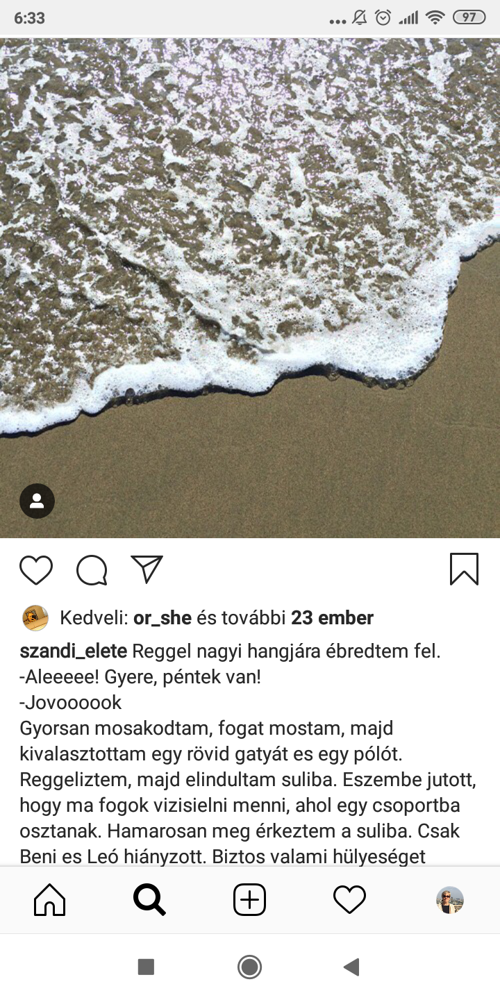 6:33
97
Kedveli: or_she és további 23 ember
szandi_elete Reggel nagyi hangjára ébredtem fel.
-Aleeeee! Gyere, péntek van!
-Jovoooook
Gyorsan mosakodtam, fogat mostam, majd
kivalasztottam egy rövid gatyát es egy pólót.
Reggeliztem, majd elindultam suliba. Eszembe jutott,
hogy ma fogok vizisielni menni, ahol egy csoportba
osztanak. Hamarosan meg érkeztem a suliba. Csak
Beni es Leó hiányzott. Biztos valami hülyeséget